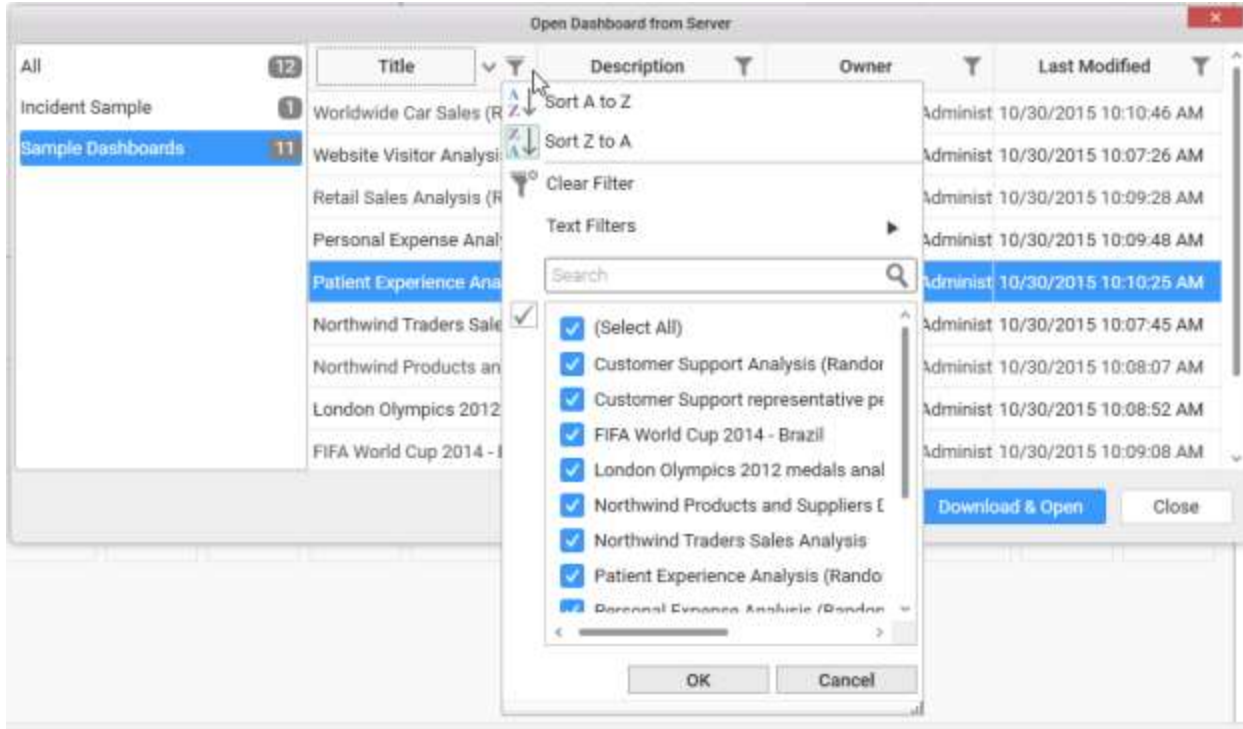 Open Dashboard from Server
All 12
Incident Sample 1
Sample Dashboards 11
Title Description Owner Last Modified
Worldwide Car Sales (R Administ 10/30/2015 10:10:46 AM
Website Visitor Analysi Administ 10/30/2015 10:07:26 AM
Retail Sales Analysis (R Administ 10/30/2015 10:09:28 AM
Personal Expense Analy Administ 10/30/2015 10:09:48 AM
Patient Experience Ana Administ 10/30/2015 10:10:25 AM
Northwind Traders Sale Administ 10/30/2015 10:07:45 AM
Northwind Products an Administ 10/30/2015 10:08:07 AM
London Olympics 2012 Administ 10/30/2015 10:08:52 AM
FIFA World Cup 2014 - Administ 10/30/2015 10:09:08 AM
Sort A to Z
Sort Z to A
Clear Filter
Text Filters
Search
(Select All)
Customer Support Analysis (Randor
Customer Support representative pe
FIFA World Cup 2014 - Brazil
London Olympics 2012 medals anal
Northwind Products and Suppliers
Northwind Traders Sales Analysis
Patient Experience Analysis (Rando
Personal Expense Analysis (Random
OK Cancel
Download & Open Close